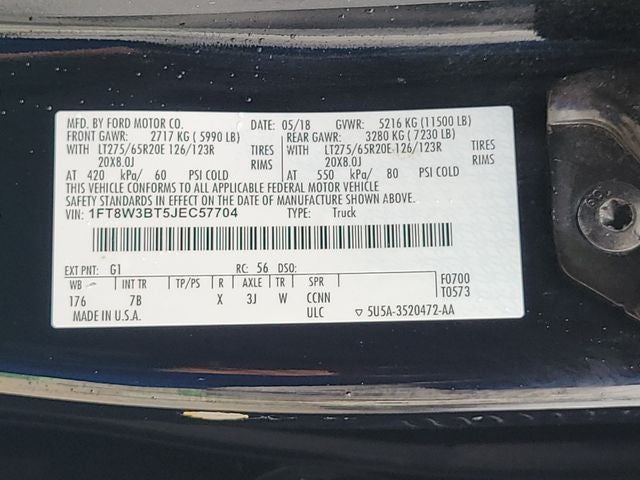 MFD. BY FORD MOTOR CO. DATE: 05/18 GVWR: 5216 KG (11500 LB)
FRONT GAWR: 2717 KG ( 5990 LB) REAR GAWR: 3280 KG ( 7230 LB)
WITH LT275/65R20E 126/123R TIRES WITH LT275/65R20E 126/123R TIRES
20X8.0J RIMS 20X8.0J RIMS
AT 420 kPa/ 60 PSI COLD AT 550 kPa/ 80 PSI COLD
THIS VEHICLE CONFORMS TO ALL APPLICABLE FEDERAL MOTOR VEHICLE
SAFETY STANDARDS IN EFFECT ON THE DATE OF MANUFACTURE SHOWN ABOVE.
VIN: 1FT8W3BT5JEC57704 TYPE: Truck
EXT PNT: G1 RC: 56 DSO: F0700
WB INT TR TP/PS R AXLE TR SPR T0573
176 7B X 3J W CCNN
MADE IN U.S.A. ULC ▽ 5U5A-3520472-AA